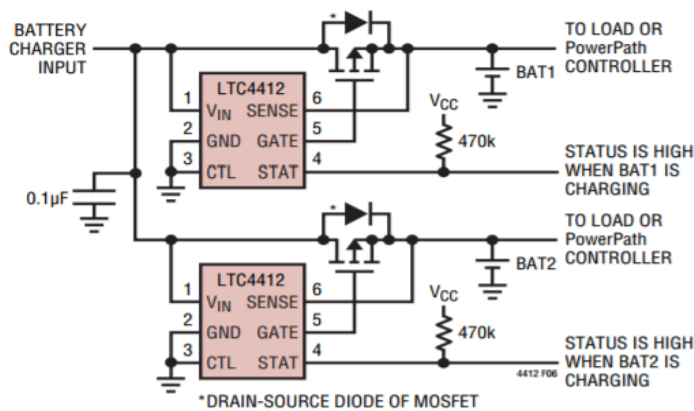 BATTERY
CHARGER
INPUT
*
TO LOAD OR
PowerPath
CONTROLLER
BAT1
LTC4412
1
VIN
SENSE
6
2
GND
GATE
5
3
CTL
STAT
4
VCC
470k
STATUS IS HIGH
WHEN BAT1 IS
CHARGING
0.1µF
*
TO LOAD OR
PowerPath
CONTROLLER
BAT2
LTC4412
1
VIN
SENSE
6
2
GND
GATE
5
3
CTL
STAT
4
VCC
470k
STATUS IS HIGH
WHEN BAT2 IS
CHARGING
4412 F06
*DRAIN-SOURCE DIODE OF MOSFET